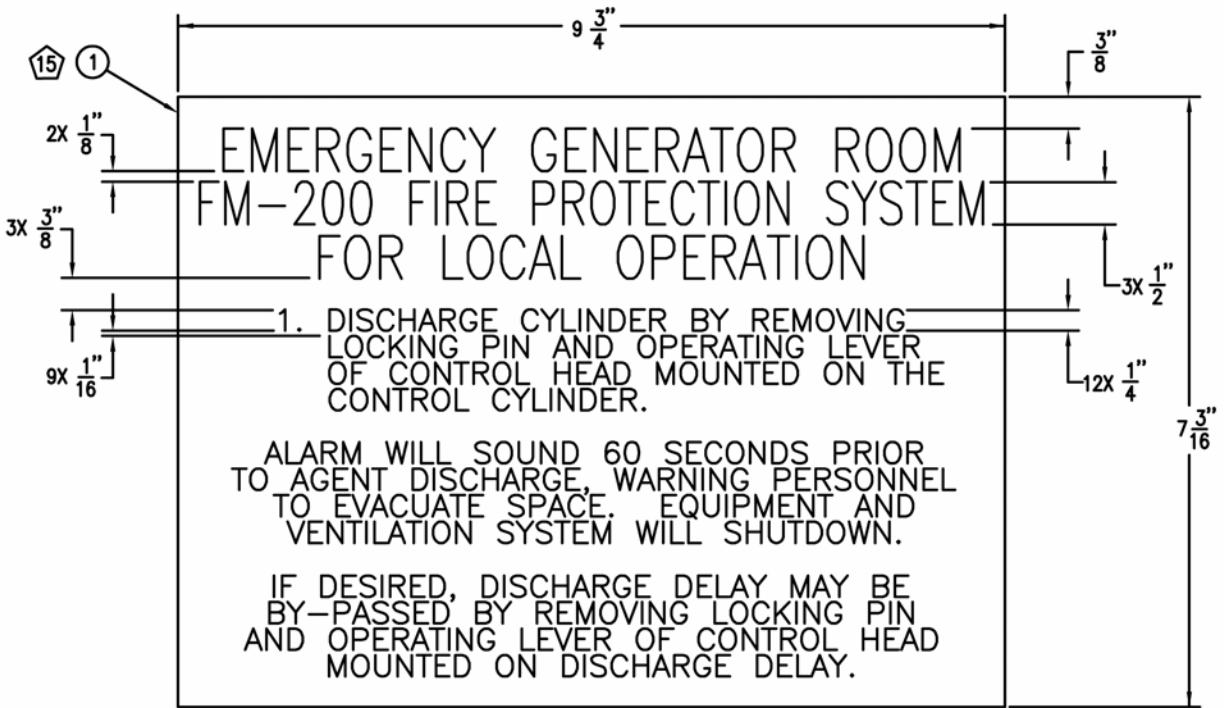 9 3/4"
15 1
3/8"
2X 1/8"
EMERGENCY GENERATOR ROOM
FM-200 FIRE PROTECTION SYSTEM
FOR LOCAL OPERATION
3X 3/8"
3X 1/2"
1. DISCHARGE CYLINDER BY REMOVING
LOCKING PIN AND OPERATING LEVER
OF CONTROL HEAD MOUNTED ON THE
CONTROL CYLINDER.
9X 1/16"
12X 1/4"
7 3/16"
ALARM WILL SOUND 60 SECONDS PRIOR
TO AGENT DISCHARGE, WARNING PERSONNEL
TO EVACUATE SPACE. EQUIPMENT AND
VENTILATION SYSTEM WILL SHUTDOWN.
IF DESIRED, DISCHARGE DELAY MAY BE
BY-PASSED BY REMOVING LOCKING PIN
AND OPERATING LEVER OF CONTROL HEAD
MOUNTED ON DISCHARGE DELAY.